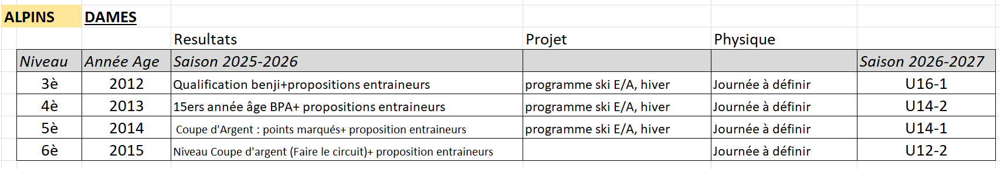 ALPINS DAMES
Resultats Projet Physique
Niveau Année Age Saison 2025-2026 Saison 2026-2027
3è 2012 Qualification benji+propositions entraineurs programme ski E/A, hiver Journée à définir U16-1
4è 2013 15ers année âge BPA+ propositions entraineurs programme ski E/A, hiver Journée à définir U14-2
5è 2014 Coupe d'Argent : points marqués+ proposition entraineurs programme ski E/A, hiver Journée à définir U14-1
6è 2015 Niveau Coupe d'argent (Faire le circuit)+ proposition entraineurs Journée à définir U12-2